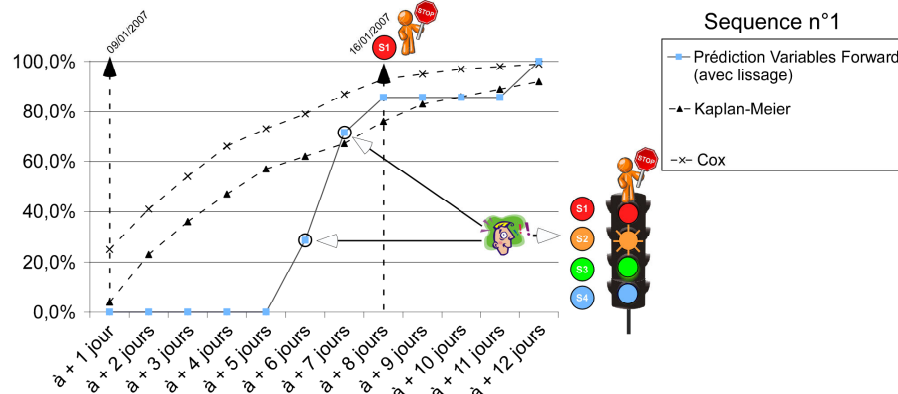 Sequence n°1
09/01/2007
16/01/2007
STOP
S1
100,0%
80,0%
60,0%
40,0%
20,0%
0,0%
à + 1 jour
à + 2 jours
à + 3 jours
à + 4 jours
à + 5 jours
à + 6 jours
à + 7 jours
à + 8 jours
à + 9 jours
à + 10 jours
à + 11 jours
à + 12 jours
Prédiction Variables Forward
(avec lissage)
Kaplan-Meier
Cox
STOP
!!
S1
S2
S3
S4